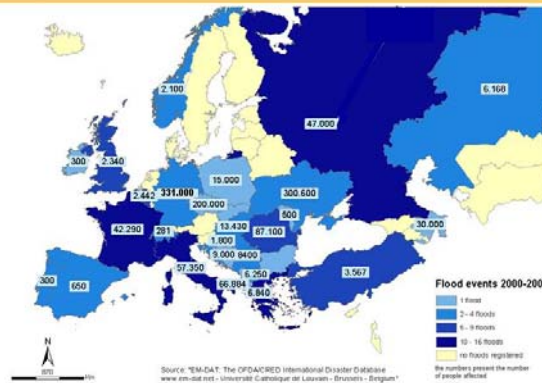 2.100
6.168
47.000
300
2.340
2.442
331.000
15.000
200.000
300.600
500
42.290
281
13.430
87.100
30.000
1.800
9.000
8400
57.350
6.250
3.567
300
650
66.884
6.840
Flood events 2000-200
1 flood
2 - 4 floods
6 - 9 floods
10 - 16 floods
no floods registered
the numbers present the number
of people affected
N
Source: "EM-DAT: The OFDA/CRED International Disaster Database
www.em-dat.net - Université Catholique de Louvain - Brussels - Belgium"